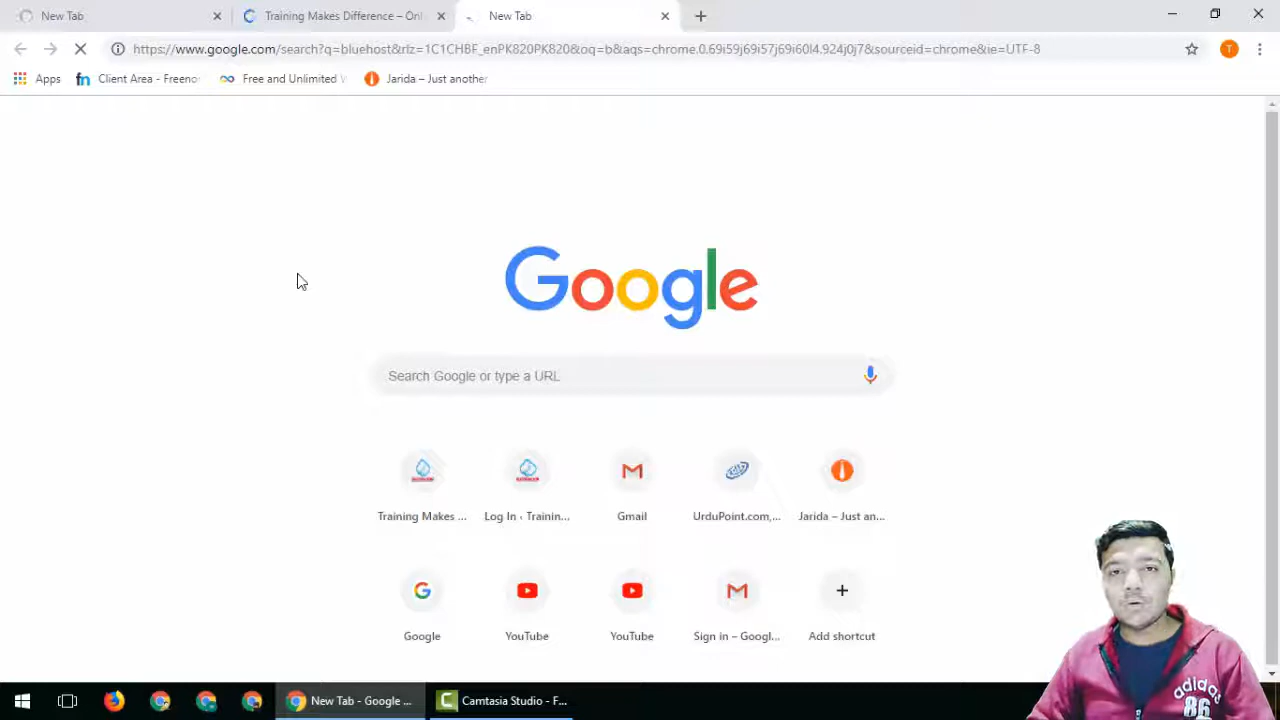 New Tab
Training Makes Difference – Onl
New Tab
https://www.google.com/search?q=bluehost&rlz=1C1CHBF_enPK820PK820&oq=b&aqs=chrome.0.69i59j69i57j69i60l4.924j0j7&sourceid=chrome&ie=UTF-8
T
Apps
fn Client Area - Freeno
Free and Unlimited V
Jarida – Just another
Google
Search Google or type a URL
Training Makes ...
Log In ‹ Trainin...
Gmail
UrduPoint.com,...
Jarida – Just an...
Google
YouTube
YouTube
Sign in – Googl...
Add shortcut
New Tab - Google ...
Camtasia Studio - F...
adidas
86